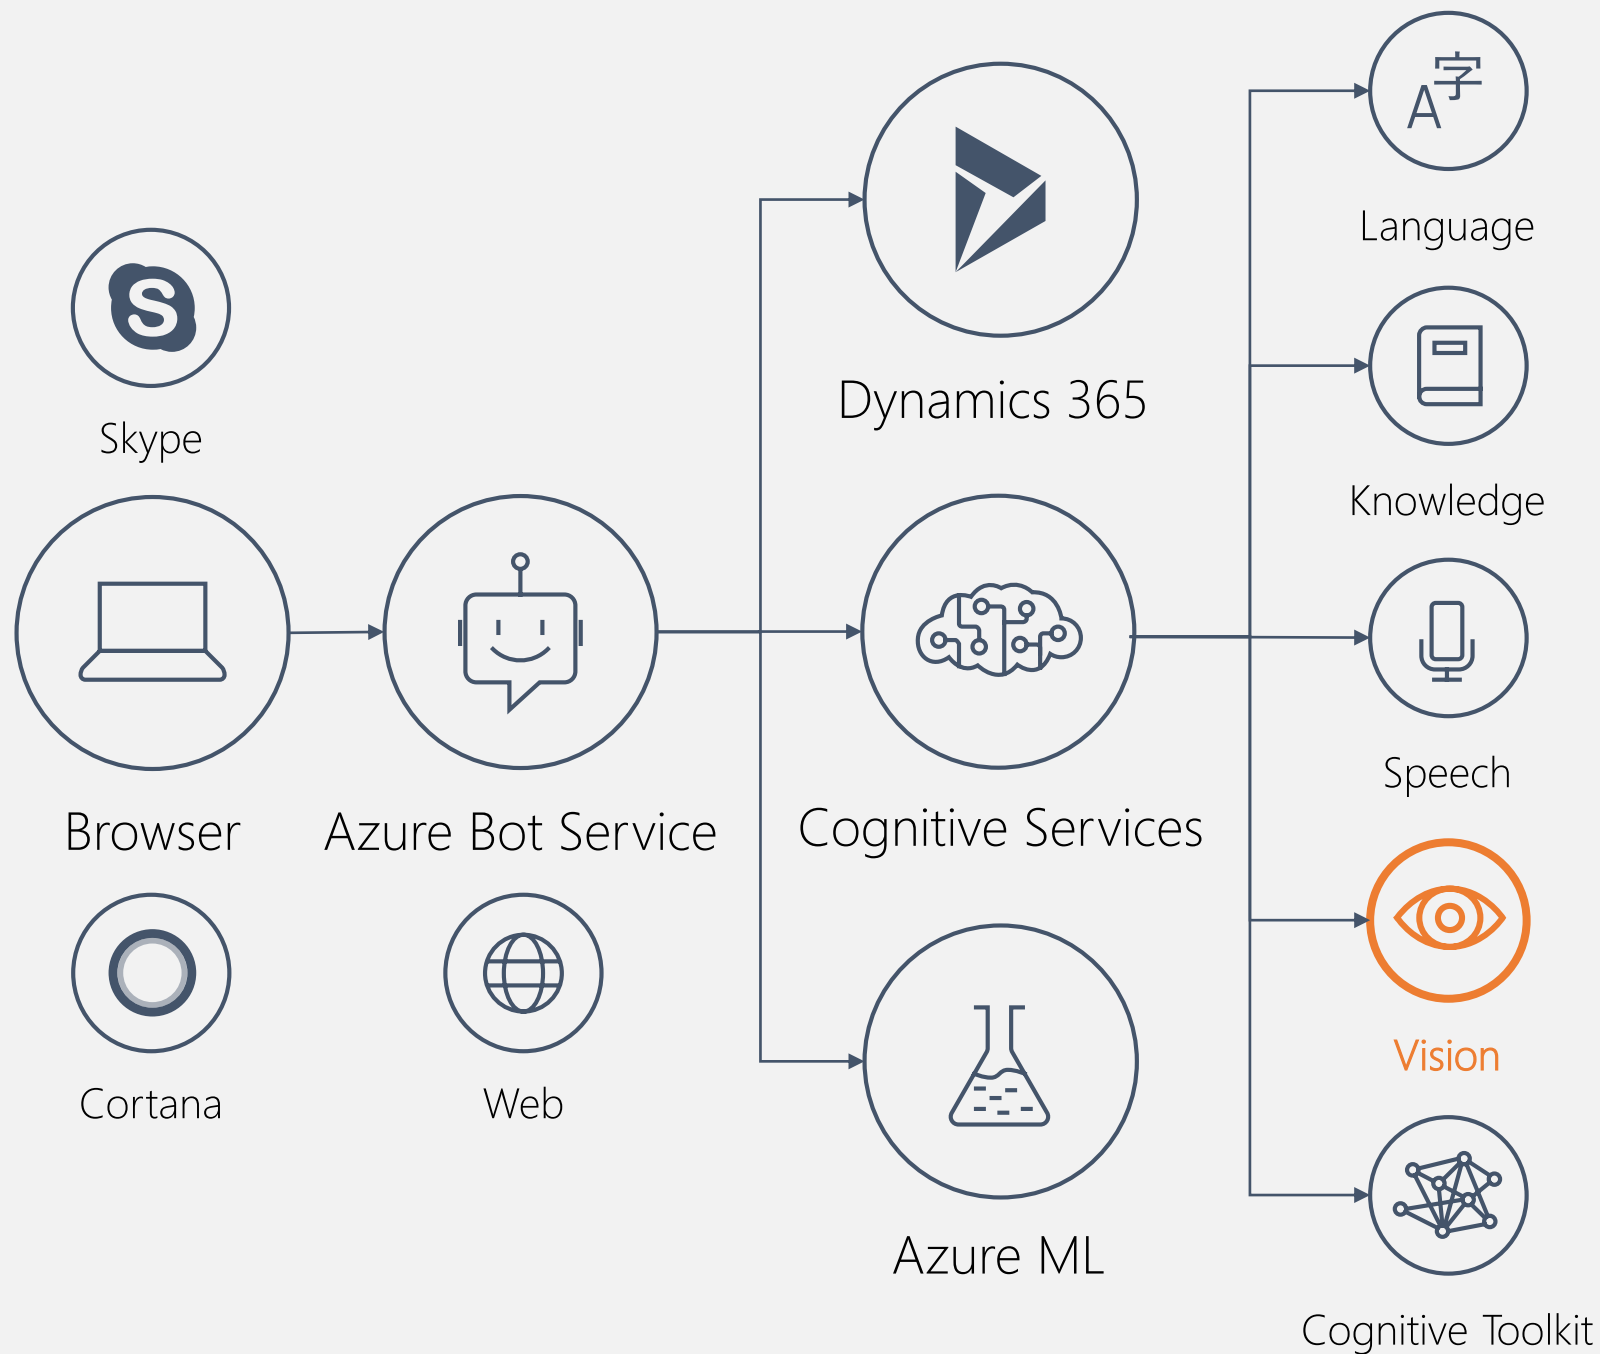 A字
Language
S
Skype
Dynamics 365
Knowledge
Browser
Azure Bot Service
Cognitive Services
Speech
Cortana
Web
Vision
Azure ML
Cognitive Toolkit